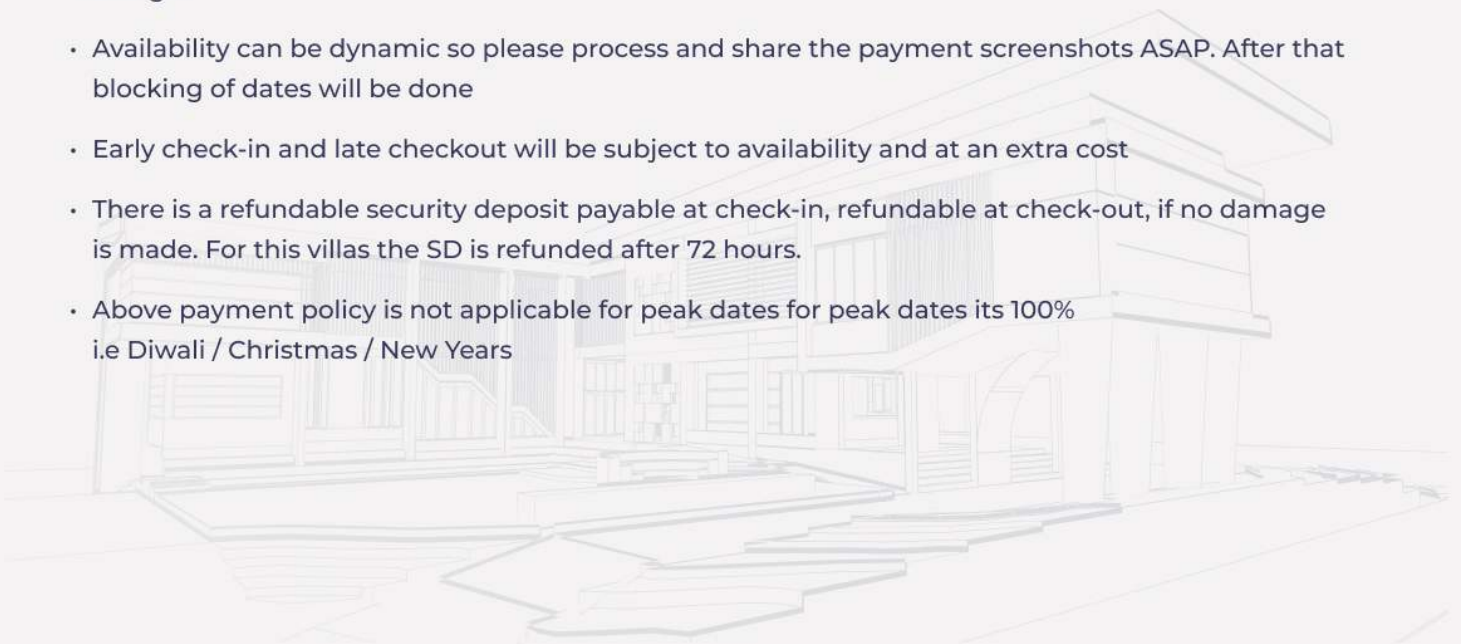 • Availability can be dynamic so please process and share the payment screenshots ASAP. After that
blocking of dates will be done
• Early check-in and late checkout will be subject to availability and at an extra cost
• There is a refundable security deposit payable at check-in, refundable at check-out, if no damage
is made. For this villas the SD is refunded after 72 hours.
• Above payment policy is not applicable for peak dates for peak dates its 100%
i.e Diwali / Christmas / New Years